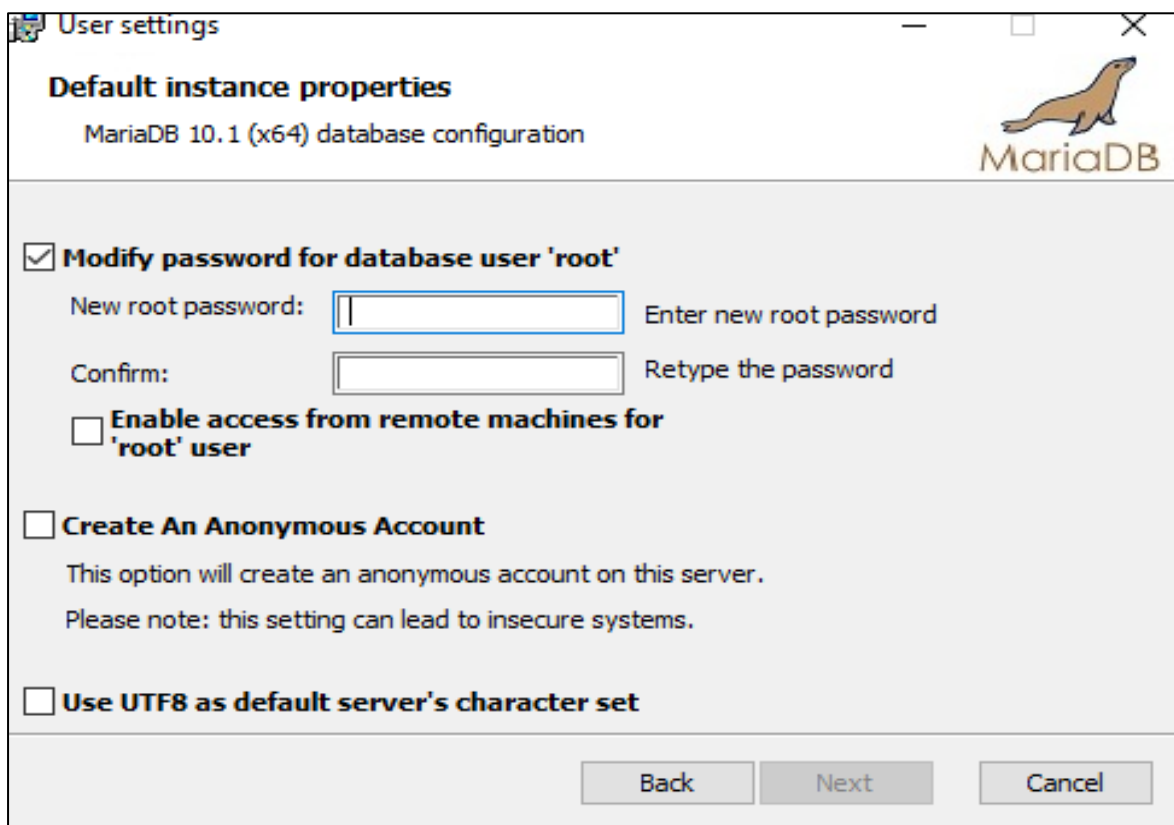 User settings
Default instance properties
MariaDB 10.1 (x64) database configuration
MariaDB
Modify password for database user 'root'
New root password:
Enter new root password
Confirm:
Retype the password
Enable access from remote machines for
'root' user
Create An Anonymous Account
This option will create an anonymous account on this server.
Please note: this setting can lead to insecure systems.
Use UTF8 as default server's character set
Back
Next
Cancel